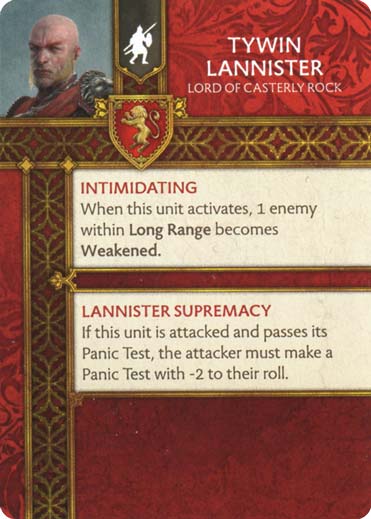 TYWIN
LANNISTER
LORD OF CASTERLY ROCK
INTIMIDATING
When this unit activates, 1 enemy
within Long Range becomes
Weakened.
LANNISTER SUPREMACY
If this unit is attacked and passes its
Panic Test, the attacker must make a
Panic Test with -2 to their roll.